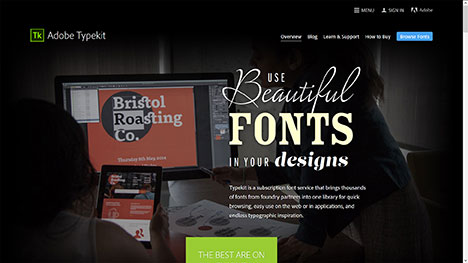 MENU SIGN IN Adobe
Tk Adobe Typekit
Overview Blog Learn & Support How to Buy Browse Fonts
USE
Beautiful
FONTS
IN YOUR designs
Bristol
Roasting
Co.
Thursday 8th May 2014
Typekit is a subscription font service that brings thousands
of fonts from foundry partners into one library for quick
browsing, easy use on the web or in applications, and
endless typographic inspiration.
THE BEST ARE ON